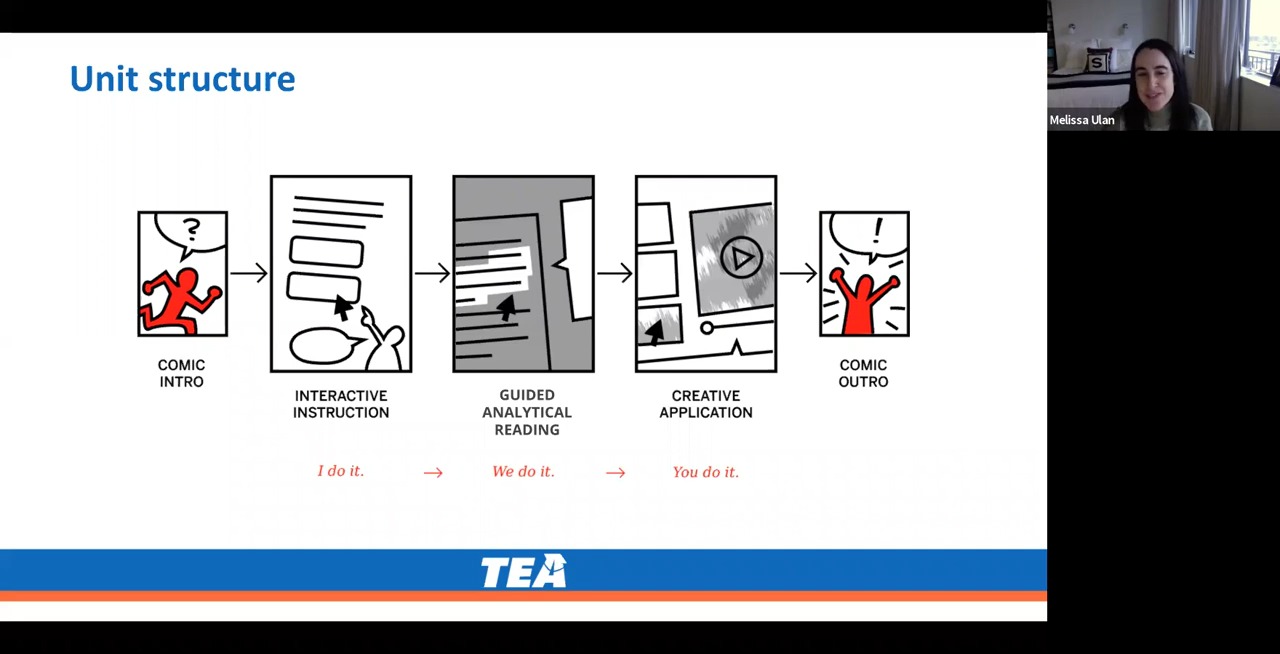 Unit structure
Melissa Ulan
S
?
!
COMIC
INTRO
INTERACTIVE
INSTRUCTION
GUIDED
ANALYTICAL
READING
CREATIVE
APPLICATION
COMIC
OUTRO
I do it. → We do it. → You do it.
TEA